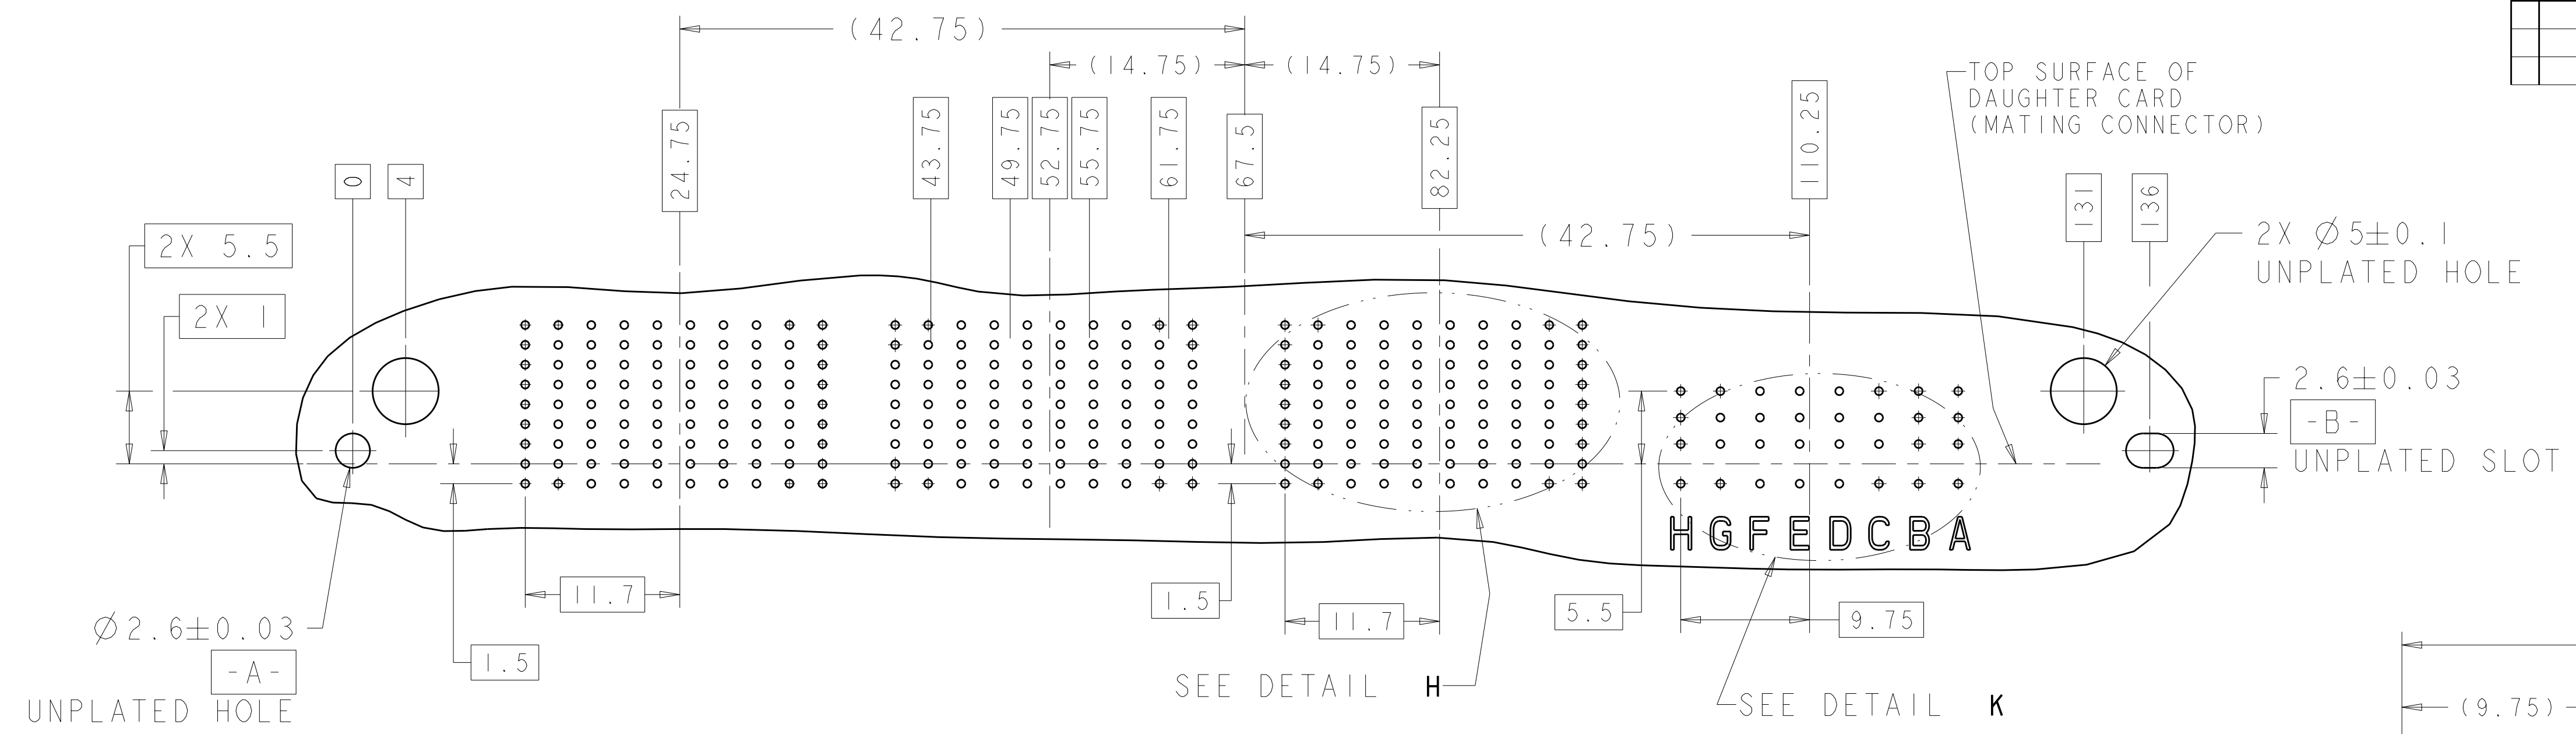 (42.75)
(14.75)
(14.75)
TOP SURFACE OF
DAUGHTER CARD
(MATING CONNECTOR)
0
4
24.75
43.75
49.75
52.75
55.75
61.75
67.5
82.25
110.25
131
136
(42.75)
2X 5.5
2X 1
2X Ø5±0.1
UNPLATED HOLE
2.6±0.03
-B-
UNPLATED SLOT
HGFEDCBA
11.7
1.5
11.7
5.5
9.75
Ø2.6±0.03
-A-
UNPLATED HOLE
1.5
SEE DETAIL H
SEE DETAIL K
(9.75)